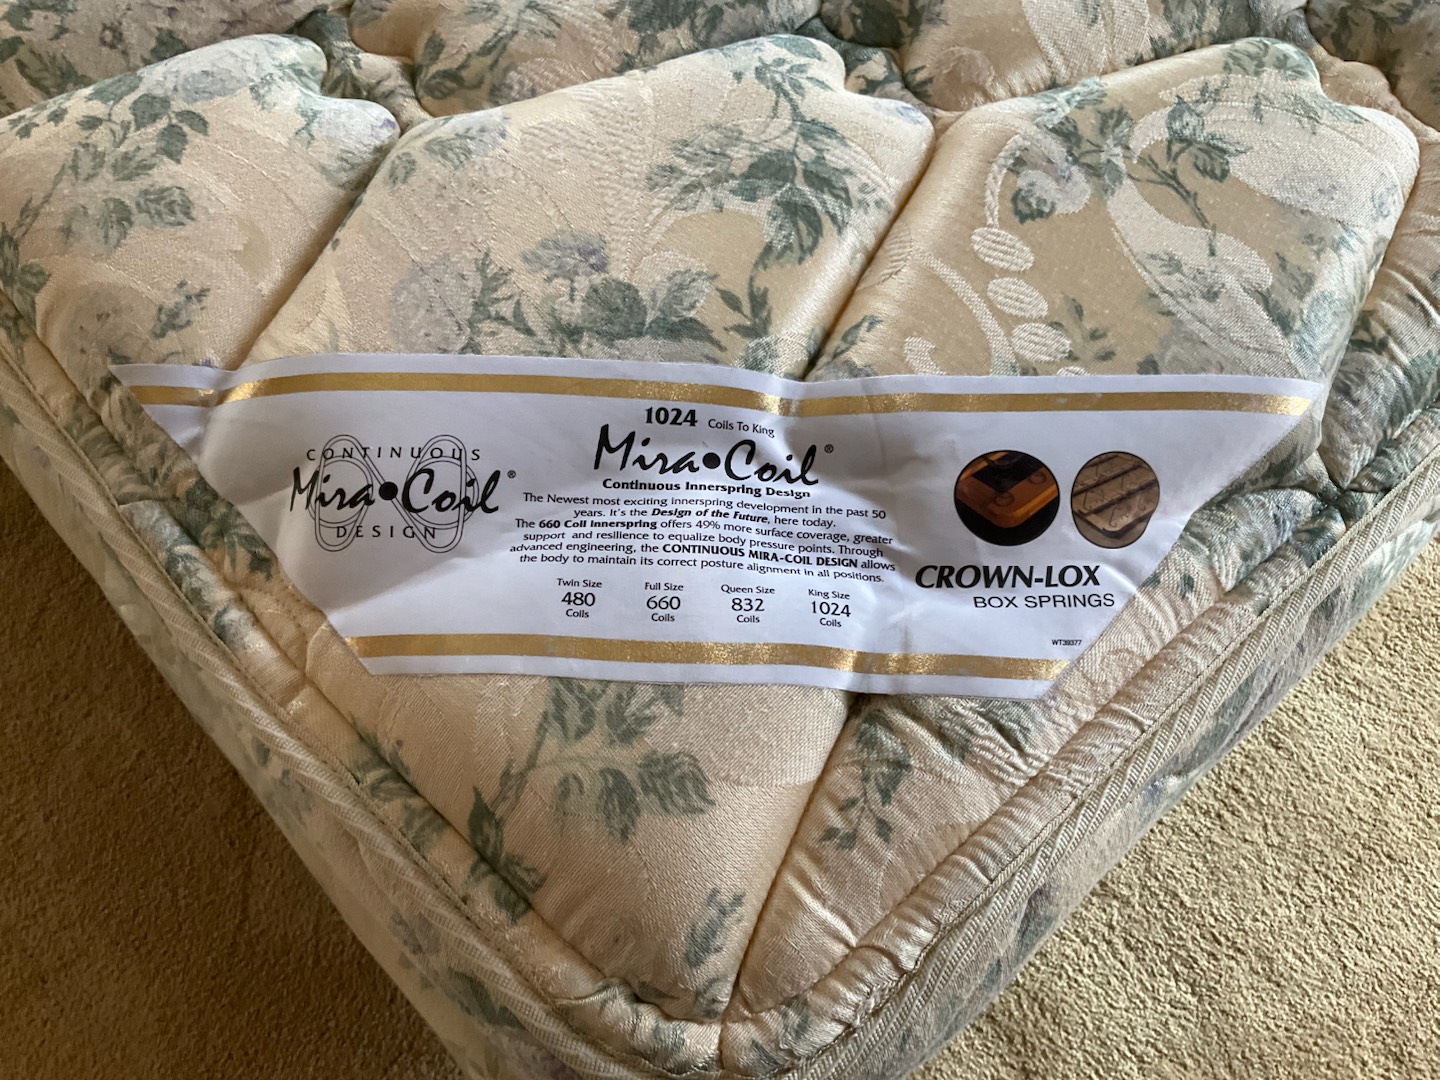 CONTINUOUS
Mira•Coil®
DESIGN
1024 Coils To King
Mira•Coil®
Continuous Innerspring Design
The Newest most exciting innerspring development in the past 50
years. It's the Design of the Future, here today.
The 660 Coil Innerspring offers 49% more surface coverage, greater
support and resilience to equalize body pressure points. Through
advanced engineering, the CONTINUOUS MIRA-COIL DESIGN allows
the body to maintain its correct posture alignment in all positions.
Twin Size Full Size Queen Size King Size
480 660 832 1024
Coils Coils Coils Coils
CROWN-LOX
BOX SPRINGS
WT39377